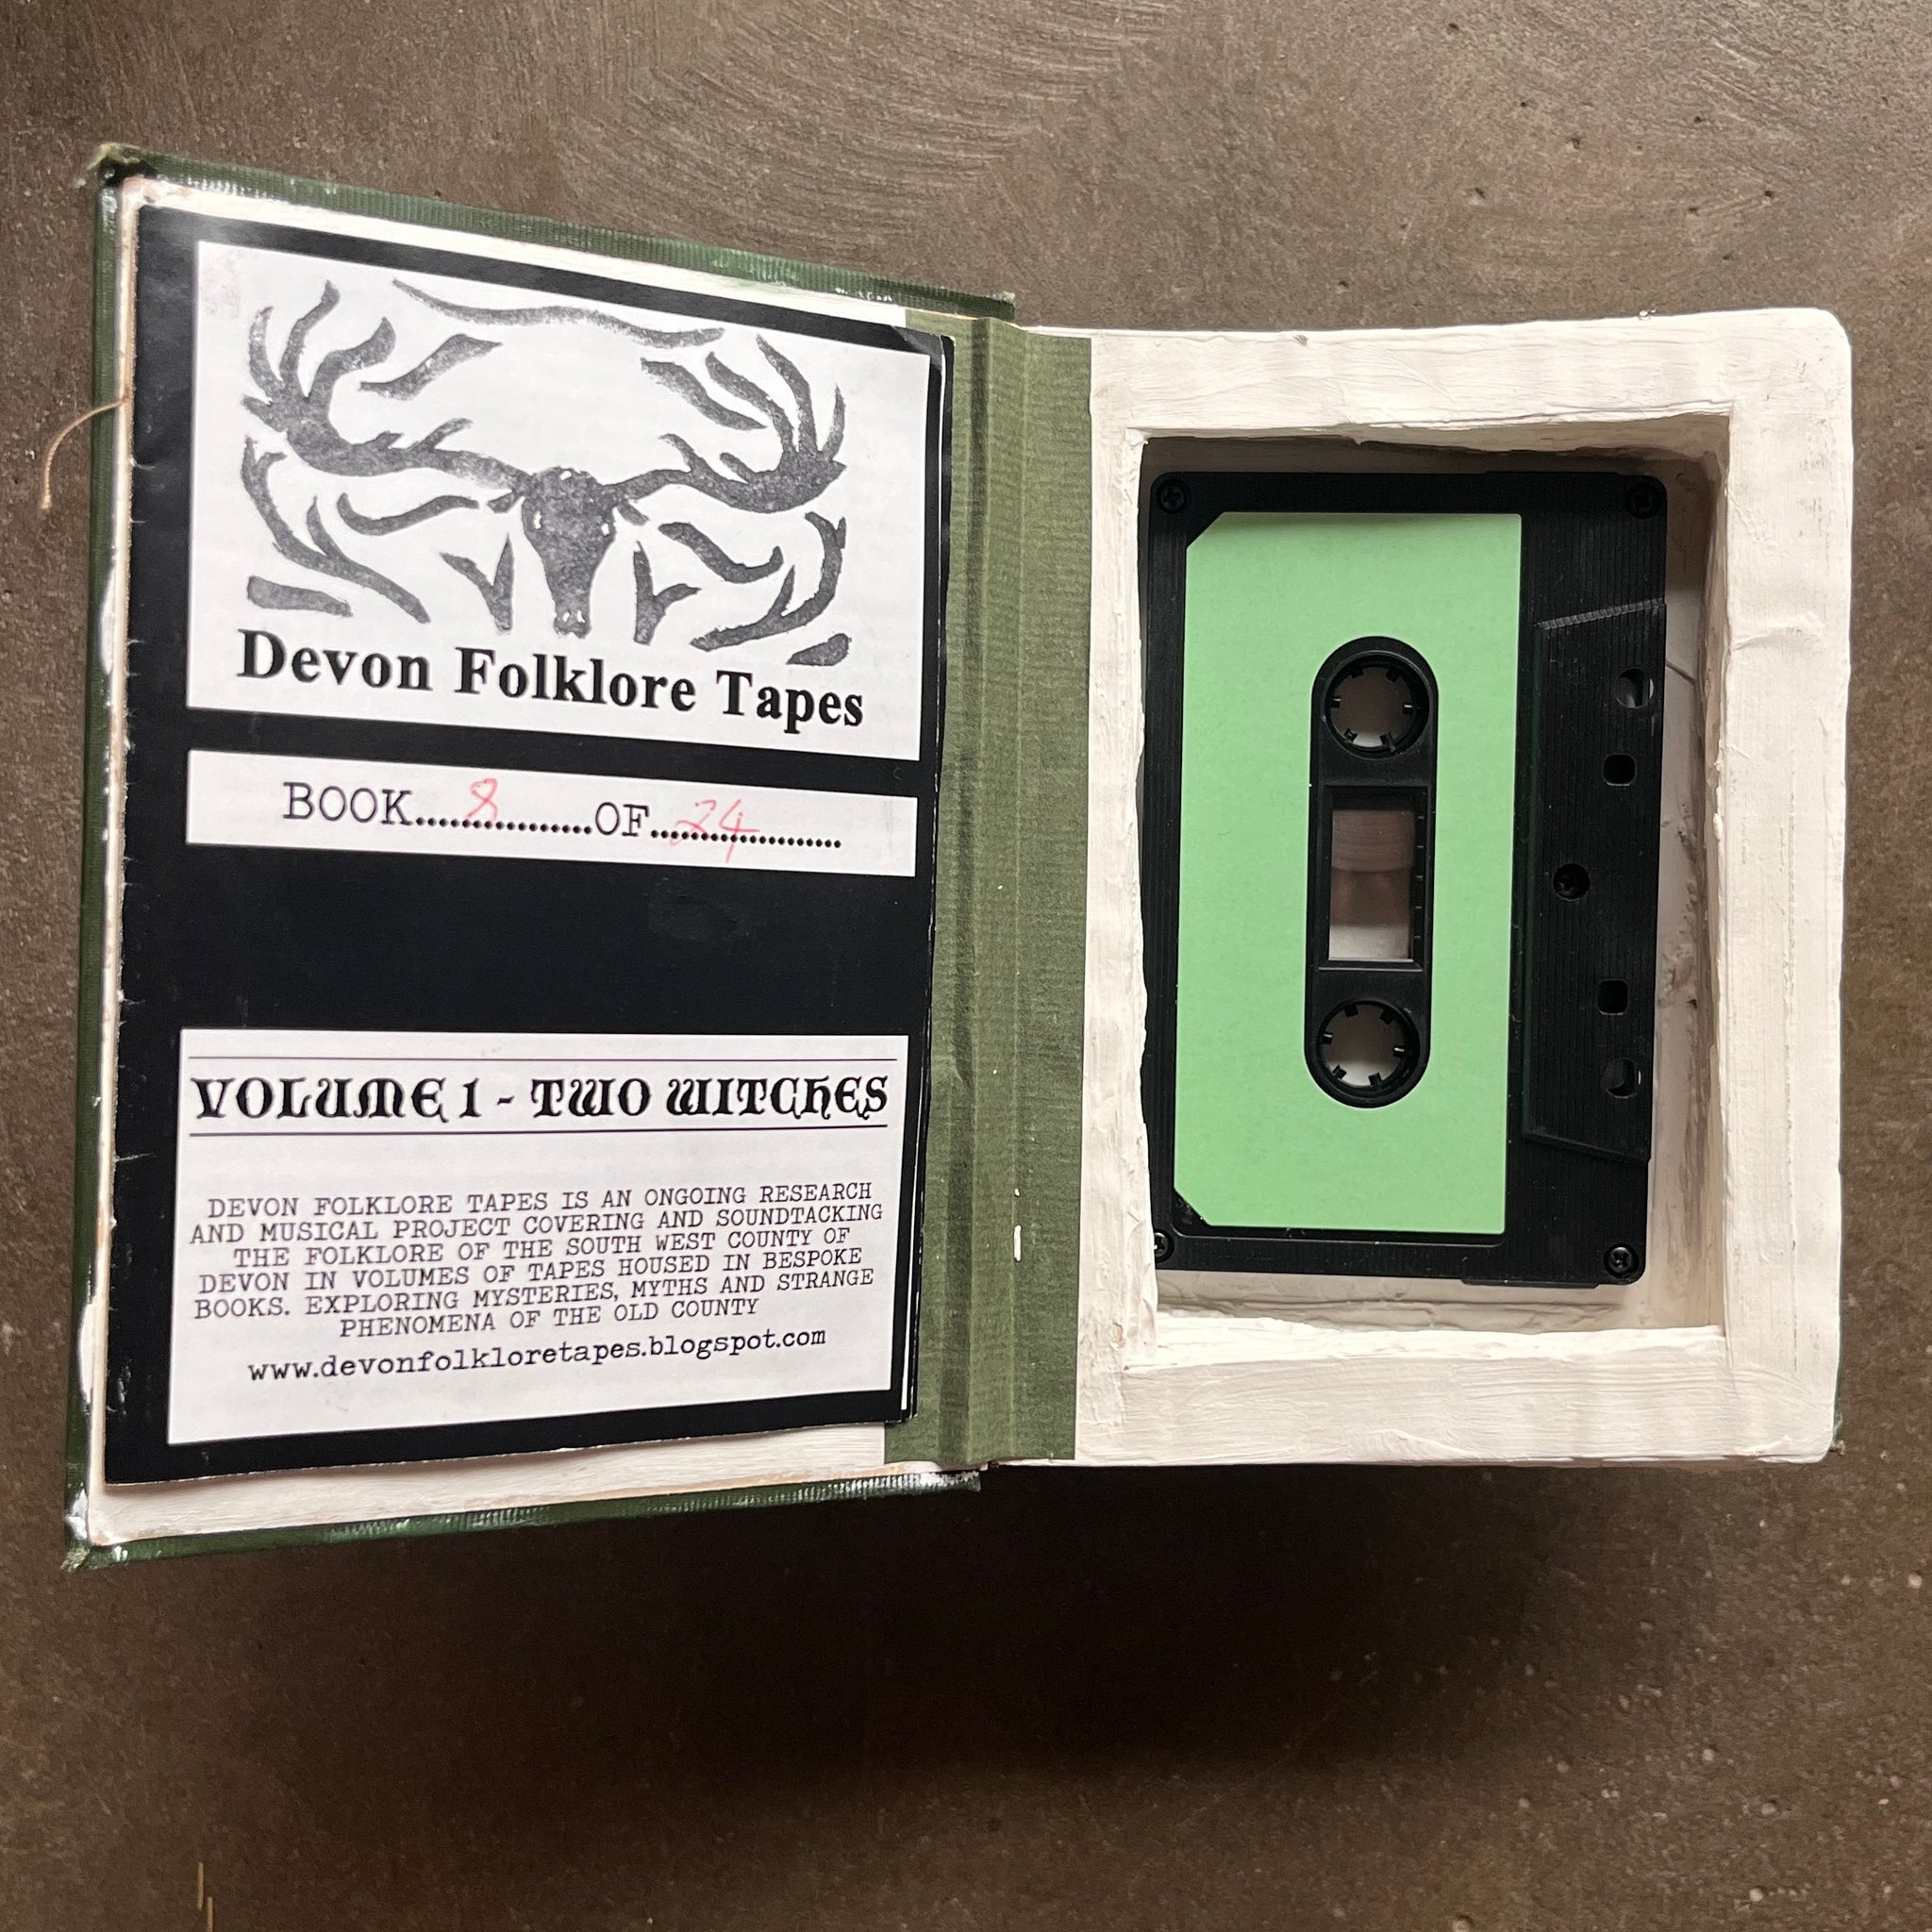 Devon Folklore Tapes
BOOK....8..........OF....24..........
VOLUME 1 - TWO WITCHES
DEVON FOLKLORE TAPES IS AN ONGOING RESEARCH
AND MUSICAL PROJECT COVERING AND SOUNDTACKING
THE FOLKLORE OF THE SOUTH WEST COUNTY OF
DEVON IN VOLUMES OF TAPES HOUSED IN BESPOKE
BOOKS. EXPLORING MYSTERIES, MYTHS AND STRANGE
PHENOMENA OF THE OLD COUNTY
www.devonfolkloretapes.blogspot.com